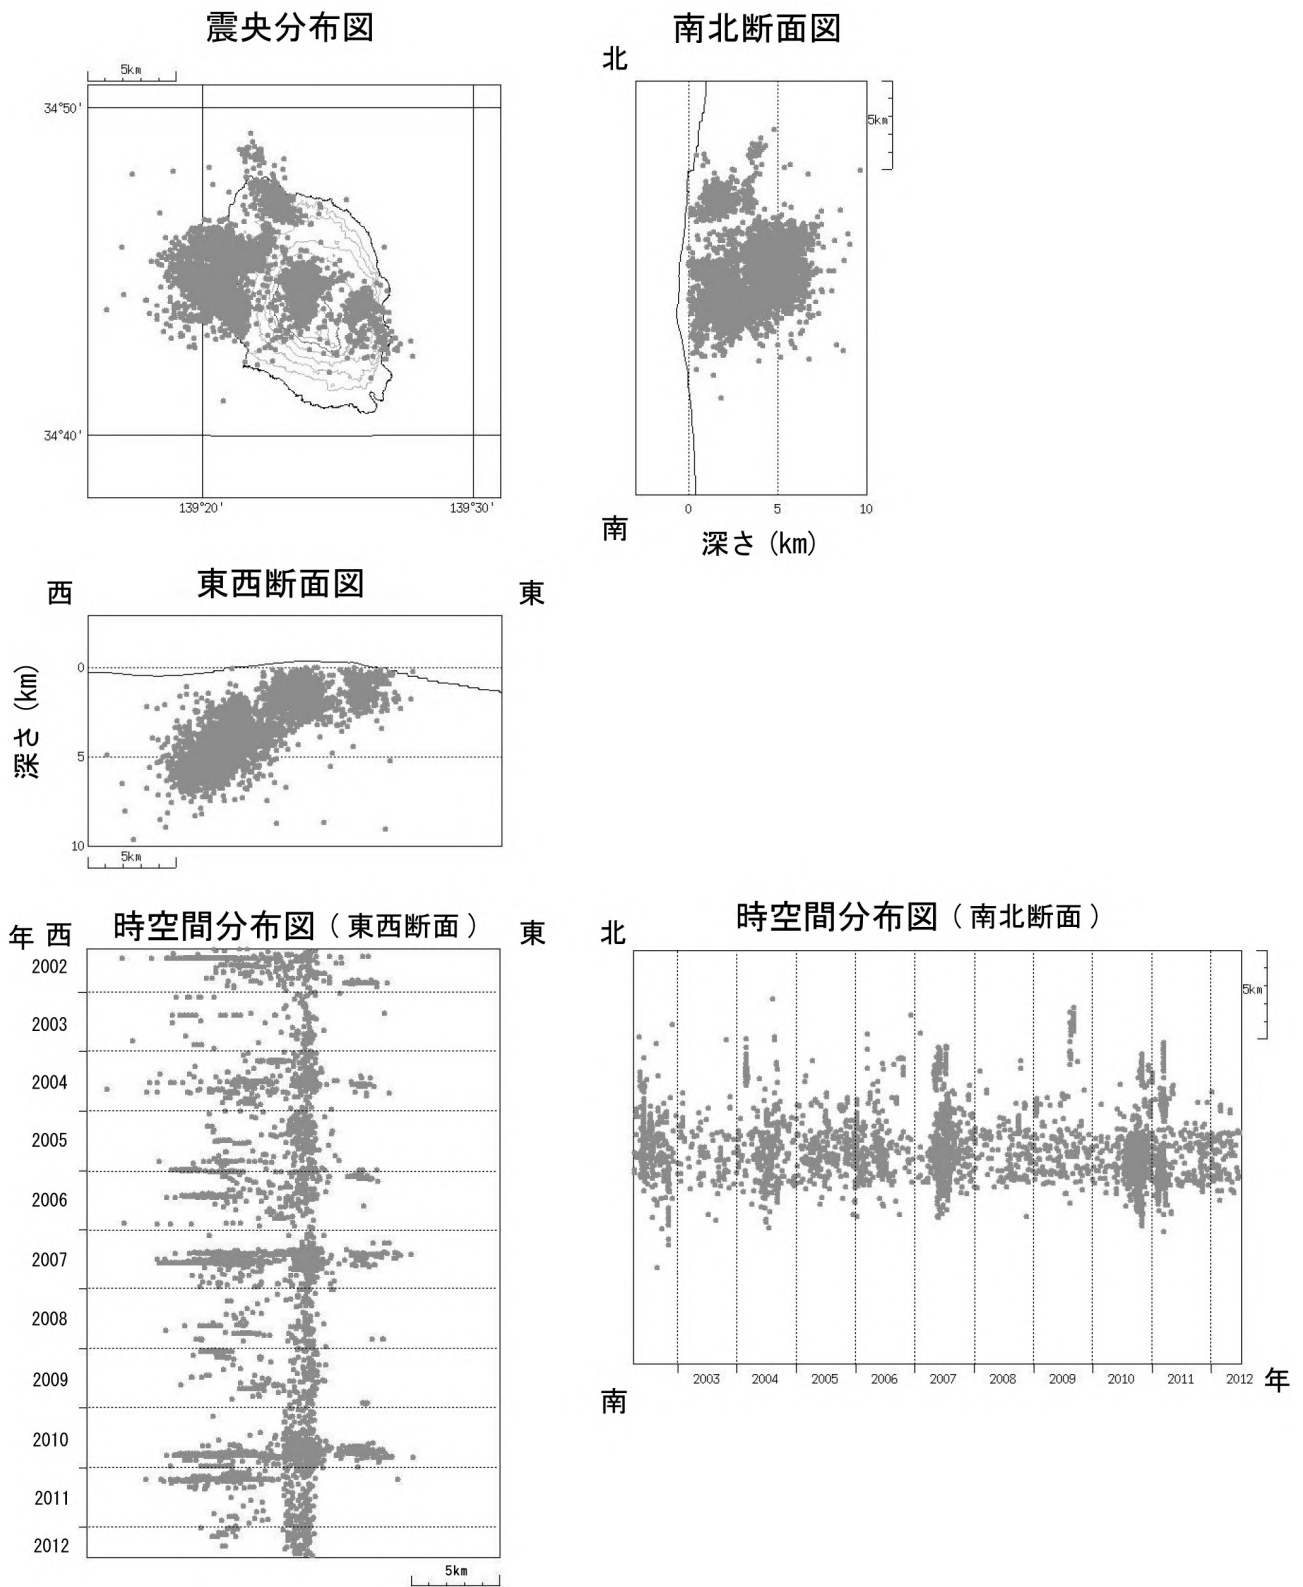 震央分布図
5km
34°50'
34°40'
139°20'
139°30'
南北断面図
北
5km
南
0
5
10
深さ (km)
東西断面図
西
東
深さ (km)
0
5
10
5km
時空間分布図(東西断面)
年
西
東
2002
2003
2004
2005
2006
2007
2008
2009
2010
2011
2012
5km
時空間分布図(南北断面)
北
5km
南
2003
2004
2005
2006
2007
2008
2009
2010
2011
2012
年